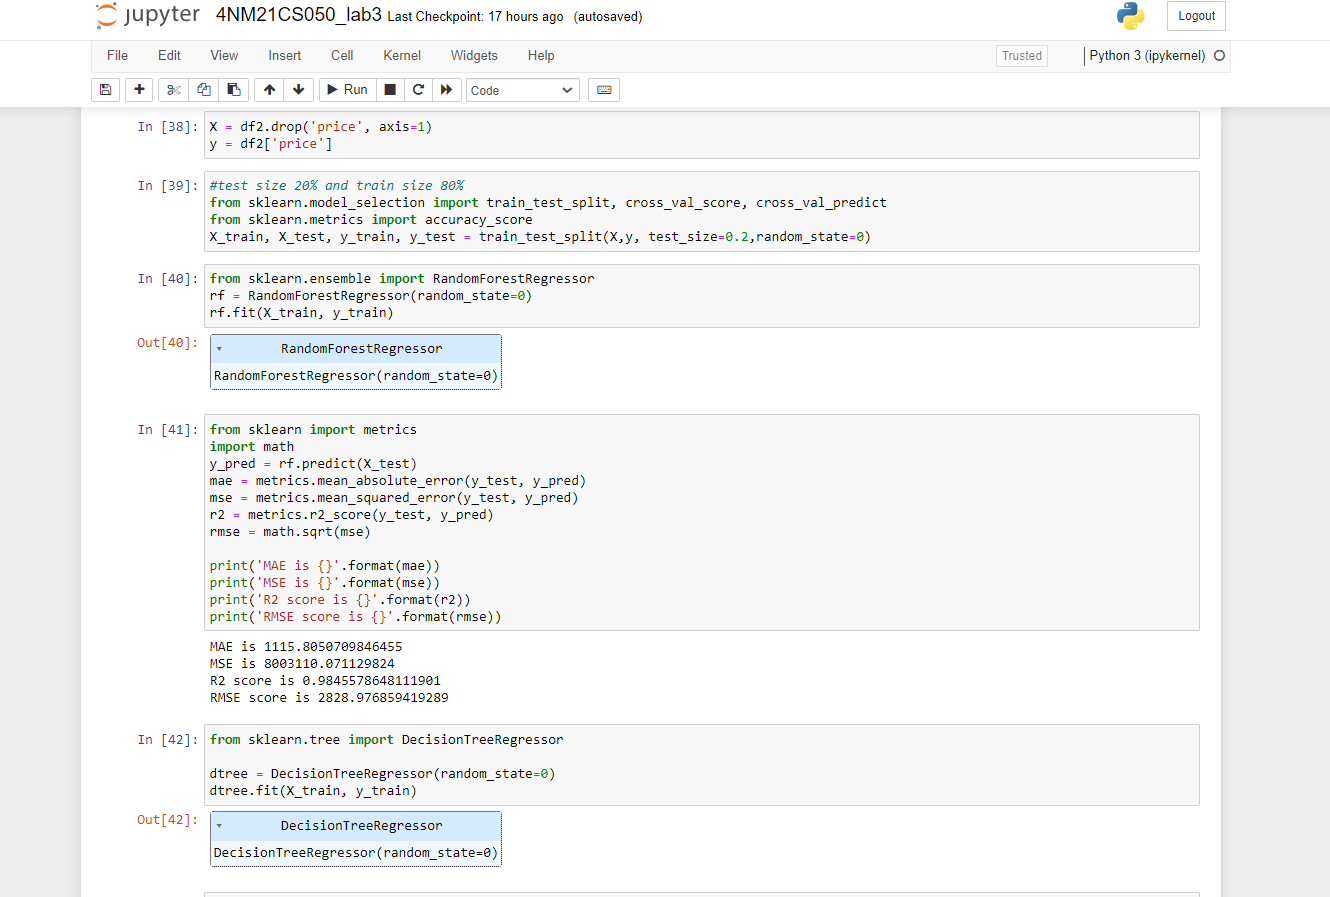 jupyter 4NM21CS050_lab3 Last Checkpoint: 17 hours ago (autosaved) Logout
File Edit View Insert Cell Kernel Widgets Help Trusted Python 3 (ipykernel)
Run Code
In [38]: X = df2.drop('price', axis=1)
y = df2['price']
In [39]: #test size 20% and train size 80%
from sklearn.model_selection import train_test_split, cross_val_score, cross_val_predict
from sklearn.metrics import accuracy_score
X_train, X_test, y_train, y_test = train_test_split(X,y, test_size=0.2,random_state=0)
In [40]: from sklearn.ensemble import RandomForestRegressor
rf = RandomForestRegressor(random_state=0)
rf.fit(X_train, y_train)
Out[40]: RandomForestRegressor
RandomForestRegressor(random_state=0)
In [41]: from sklearn import metrics
import math
y_pred = rf.predict(X_test)
mae = metrics.mean_absolute_error(y_test, y_pred)
mse = metrics.mean_squared_error(y_test, y_pred)
r2 = metrics.r2_score(y_test, y_pred)
rmse = math.sqrt(mse)
print('MAE is {}'.format(mae))
print('MSE is {}'.format(mse))
print('R2 score is {}'.format(r2))
print('RMSE score is {}'.format(rmse))
MAE is 1115.8050709846455
MSE is 8003110.071129824
R2 score is 0.9845578648111901
RMSE score is 2828.976859419289
In [42]: from sklearn.tree import DecisionTreeRegressor
dtree = DecisionTreeRegressor(random_state=0)
dtree.fit(X_train, y_train)
Out[42]: DecisionTreeRegressor
DecisionTreeRegressor(random_state=0)